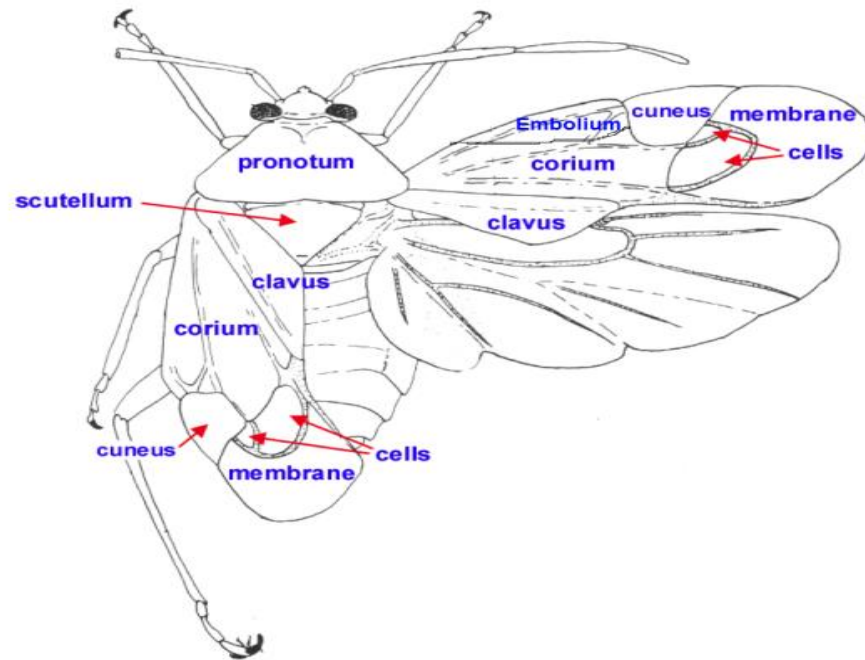 cuneus
membrane
Embolium
cells
pronotum
corium
scutellum
clavus
clavus
corium
cuneus
cells
membrane